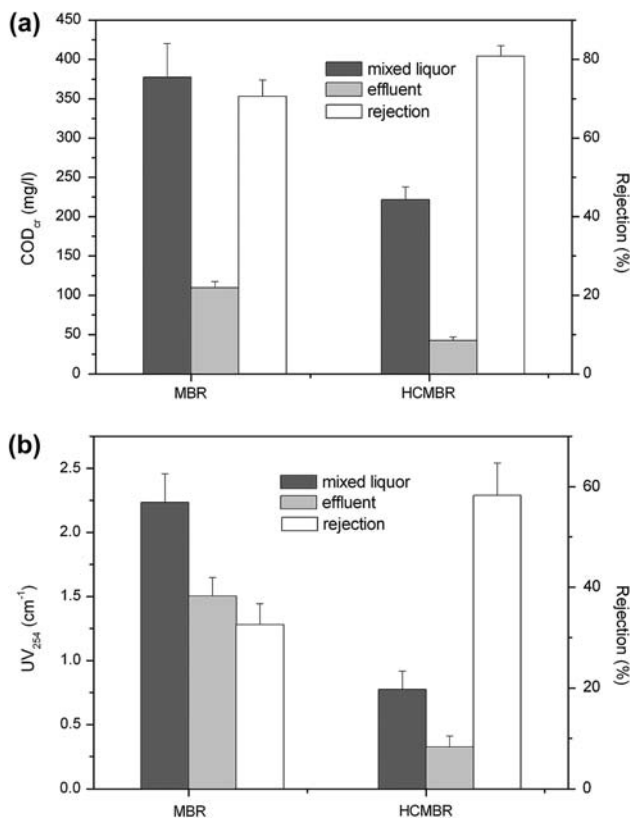 (a)
450
400
350
300
250
200
150
100
50
0
COD_cr (mg/l)
mixed liquor
effluent
rejection
80
60
40
20
0
Rejection (%)
MBR HCMBR
(b)
2.5
2.0
1.5
1.0
0.5
0.0
UV_254 (cm^-1)
mixed liquor
effluent
rejection
60
40
20
0
Rejection (%)
MBR HCMBR